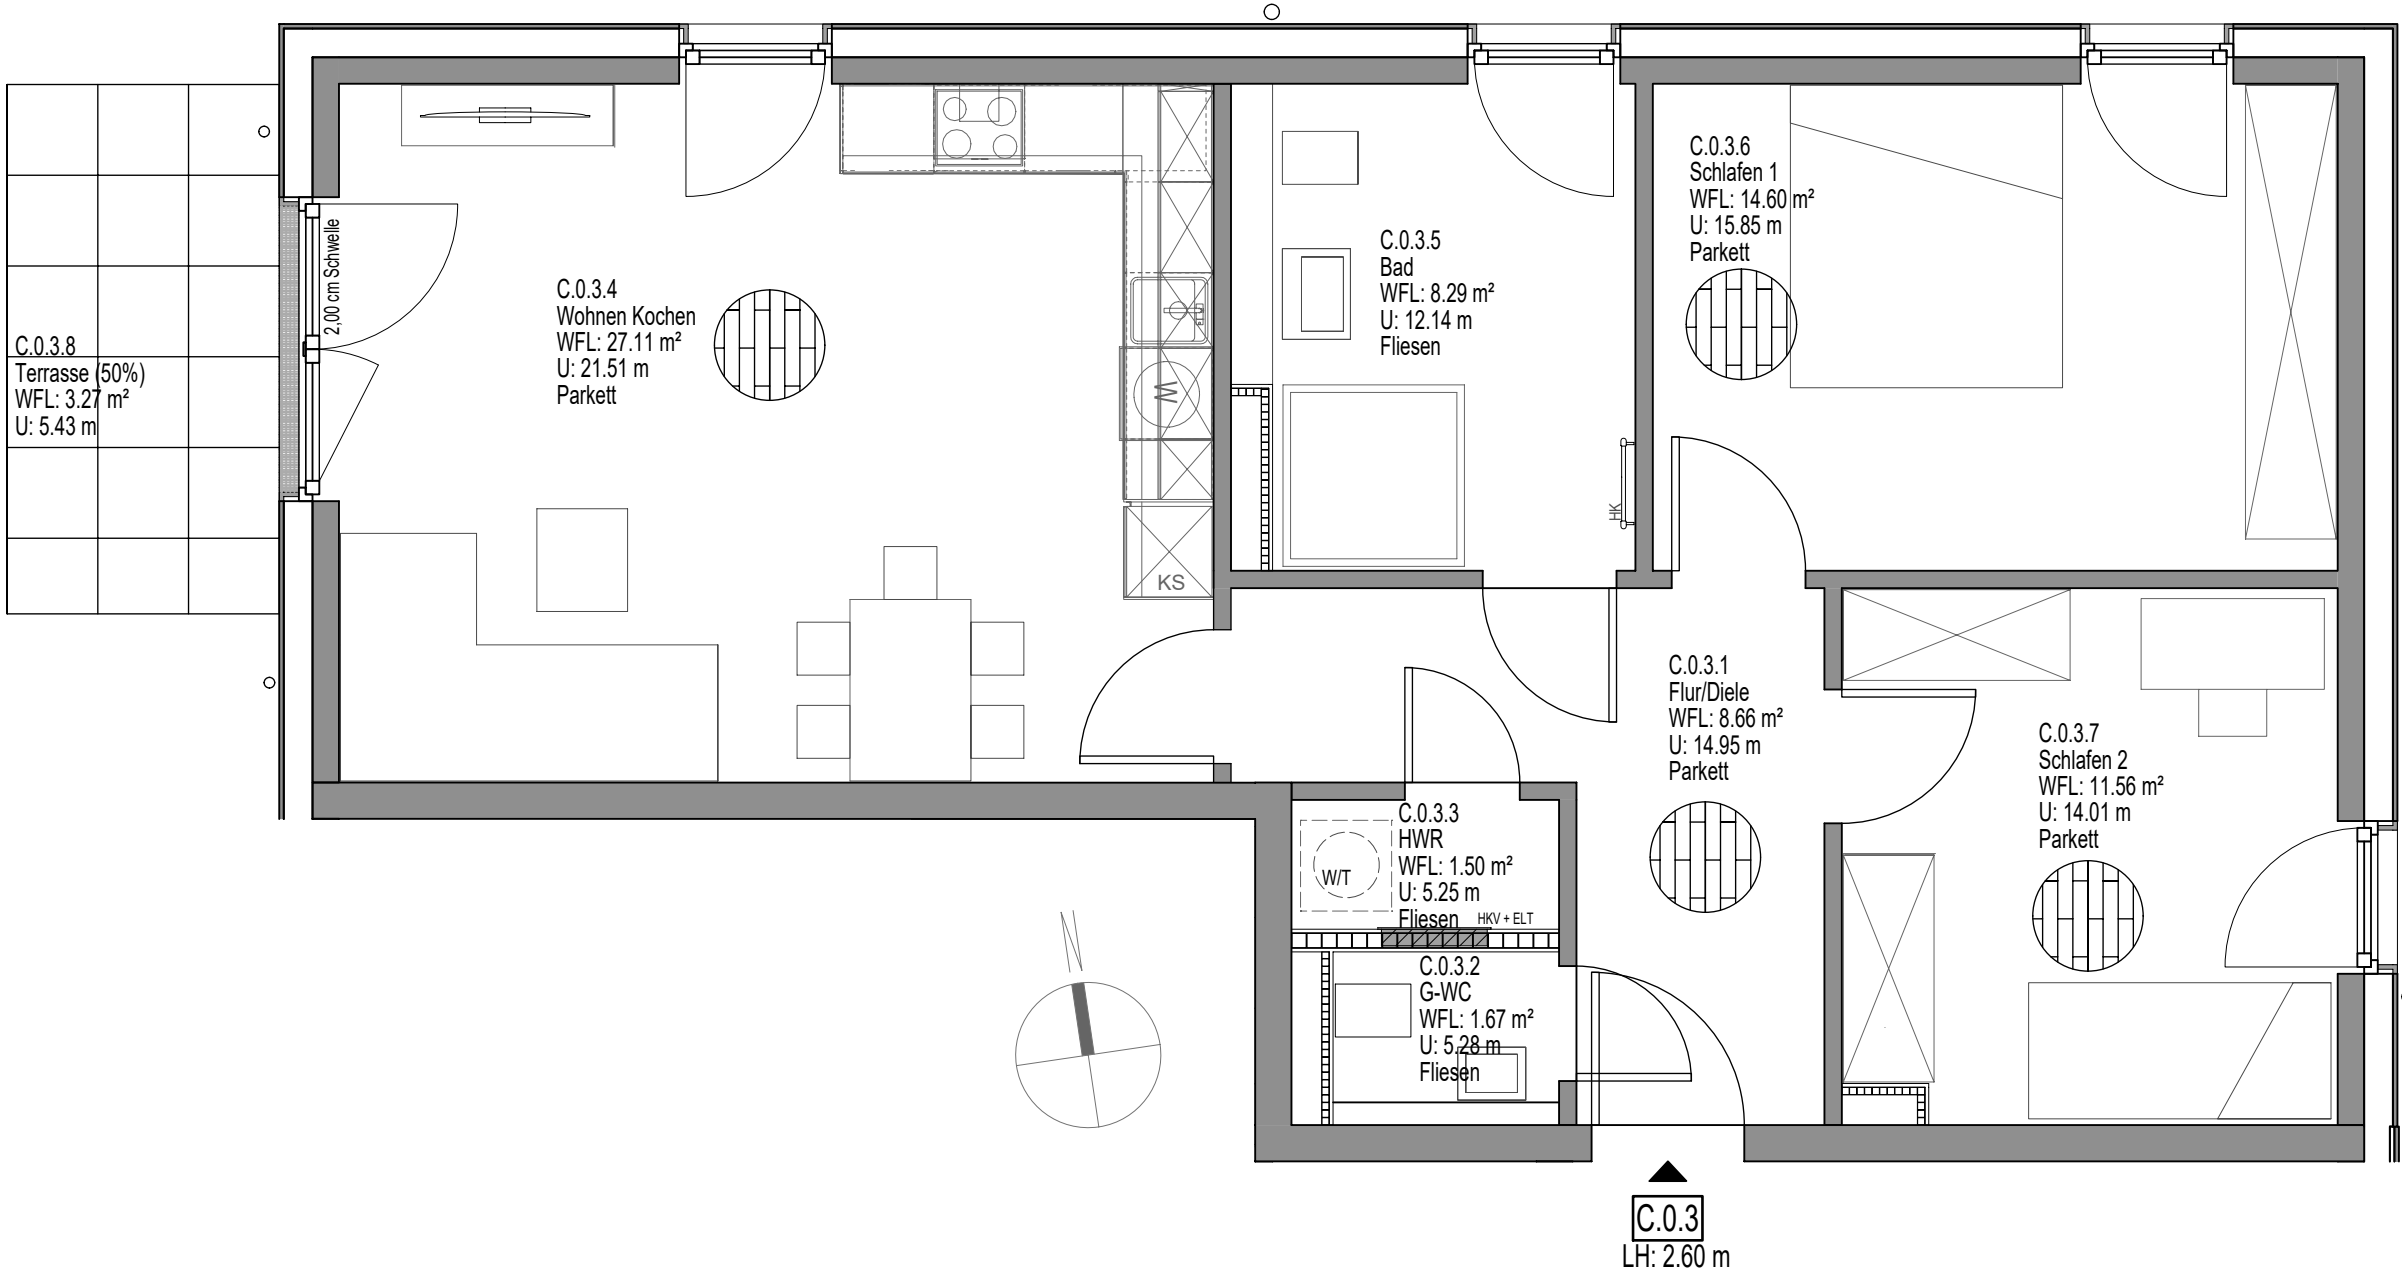 C.0.3.8
Terrasse (50%)
WFL: 3.27 m²
U: 5.43 m
2,00 cm Schwelle
C.0.3.4
Wohnen Kochen
WFL: 27.11 m²
U: 21.51 m
Parkett
W
KS
C.0.3.5
Bad
WFL: 8.29 m²
U: 12.14 m
Fliesen
HK
C.0.3.6
Schlafen 1
WFL: 14.60 m²
U: 15.85 m
Parkett
C.0.3.1
Flur/Diele
WFL: 8.66 m²
U: 14.95 m
Parkett
C.0.3.7
Schlafen 2
WFL: 11.56 m²
U: 14.01 m
Parkett
C.0.3.3
HWR
WFL: 1.50 m²
U: 5.25 m
Fliesen
W/T
HKV + ELT
C.0.3.2
G-WC
WFL: 1.67 m²
U: 5.28 m
Fliesen
N
C.0.3
LH: 2.60 m